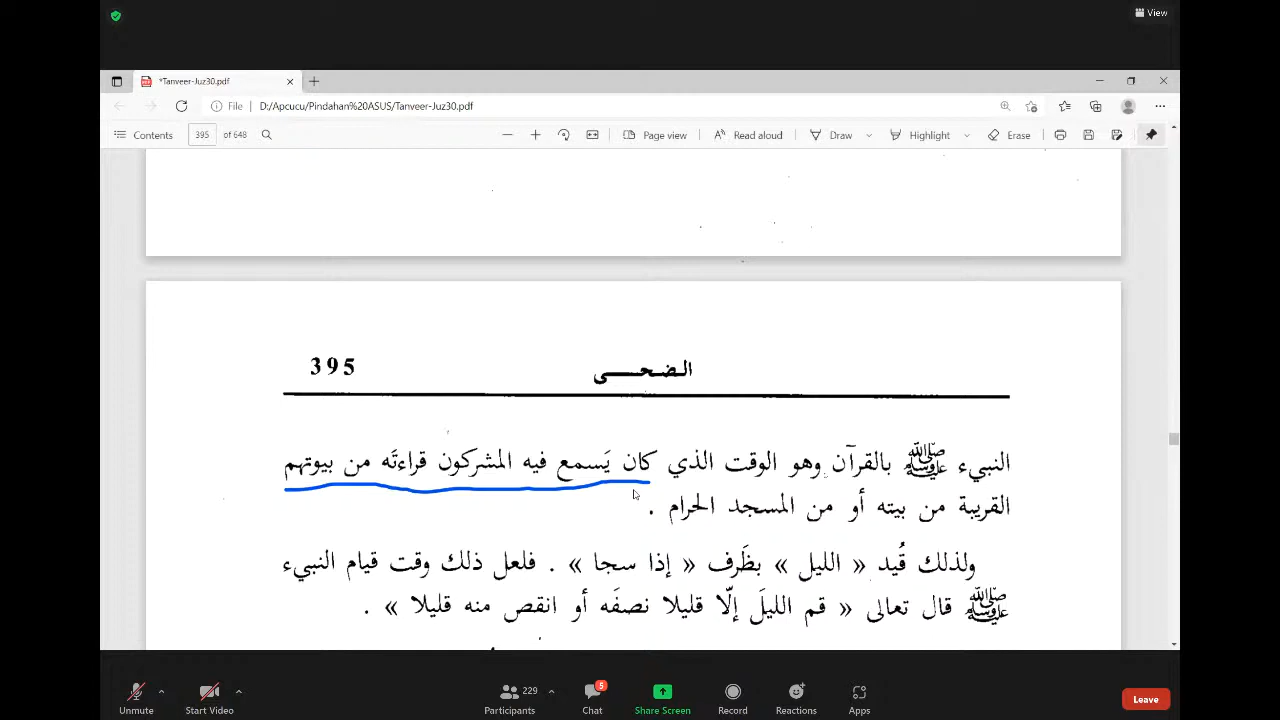 View
*Tanveer-Juz30.pdf
File | D:/Apcucu/Pindahan%20ASUS/Tanveer-Juz30.pdf
Contents 395 of 648 Page view Read aloud Draw Highlight Erase
395 الضحى
النبيء ﷺ بالقرآن وهو الوقت الذي كان يَسمع فيه المشركون قراءتَه من بيوتهم
القريبة من بيته أو من المسجد الحرام .
ولذلك قُيد « الليل » بظَرف « إذا سجا » . فلعل ذلك وقت قيام النبيء
ﷺ قال تعالى « قم الليلَ إلّا قليلا نصفَه أو انقص منه قليلا » .
Unmute Start Video 229 Participants 5 Chat Share Screen Record Reactions Apps Leave